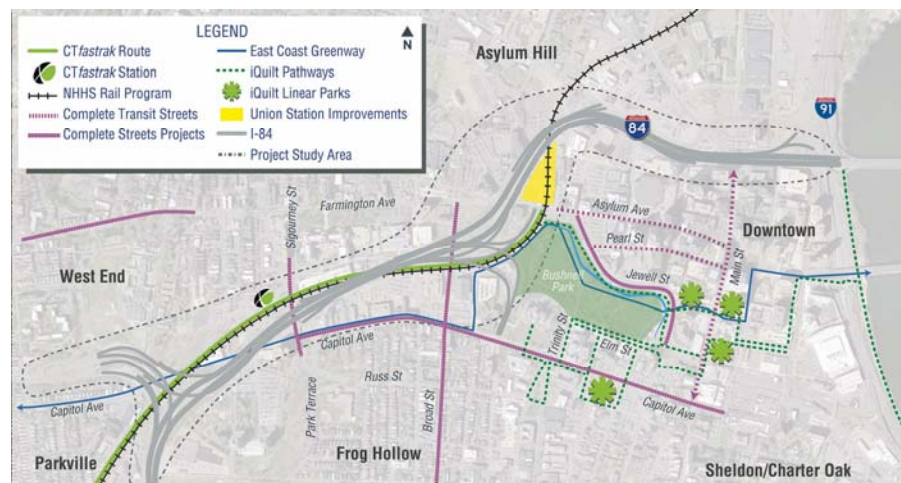 LEGEND
CTfastrak Route
CTfastrak Station
NHHS Rail Program
Complete Transit Streets
Complete Streets Projects
East Coast Greenway
iQuilt Pathways
iQuilt Linear Parks
Union Station Improvements
I-84
Project Study Area
N
Asylum Hill
84
91
Sigourney St
Farmington Ave
Asylum Ave
Pearl St
Downtown
Main St
Jewell St
West End
Bushnell
Park
Trinity St
Elm St
Capitol Ave
Russ St
Park Terrace
Broad St
Capitol Ave
Capitol Ave
Parkville
Frog Hollow
Sheldon/Charter Oak